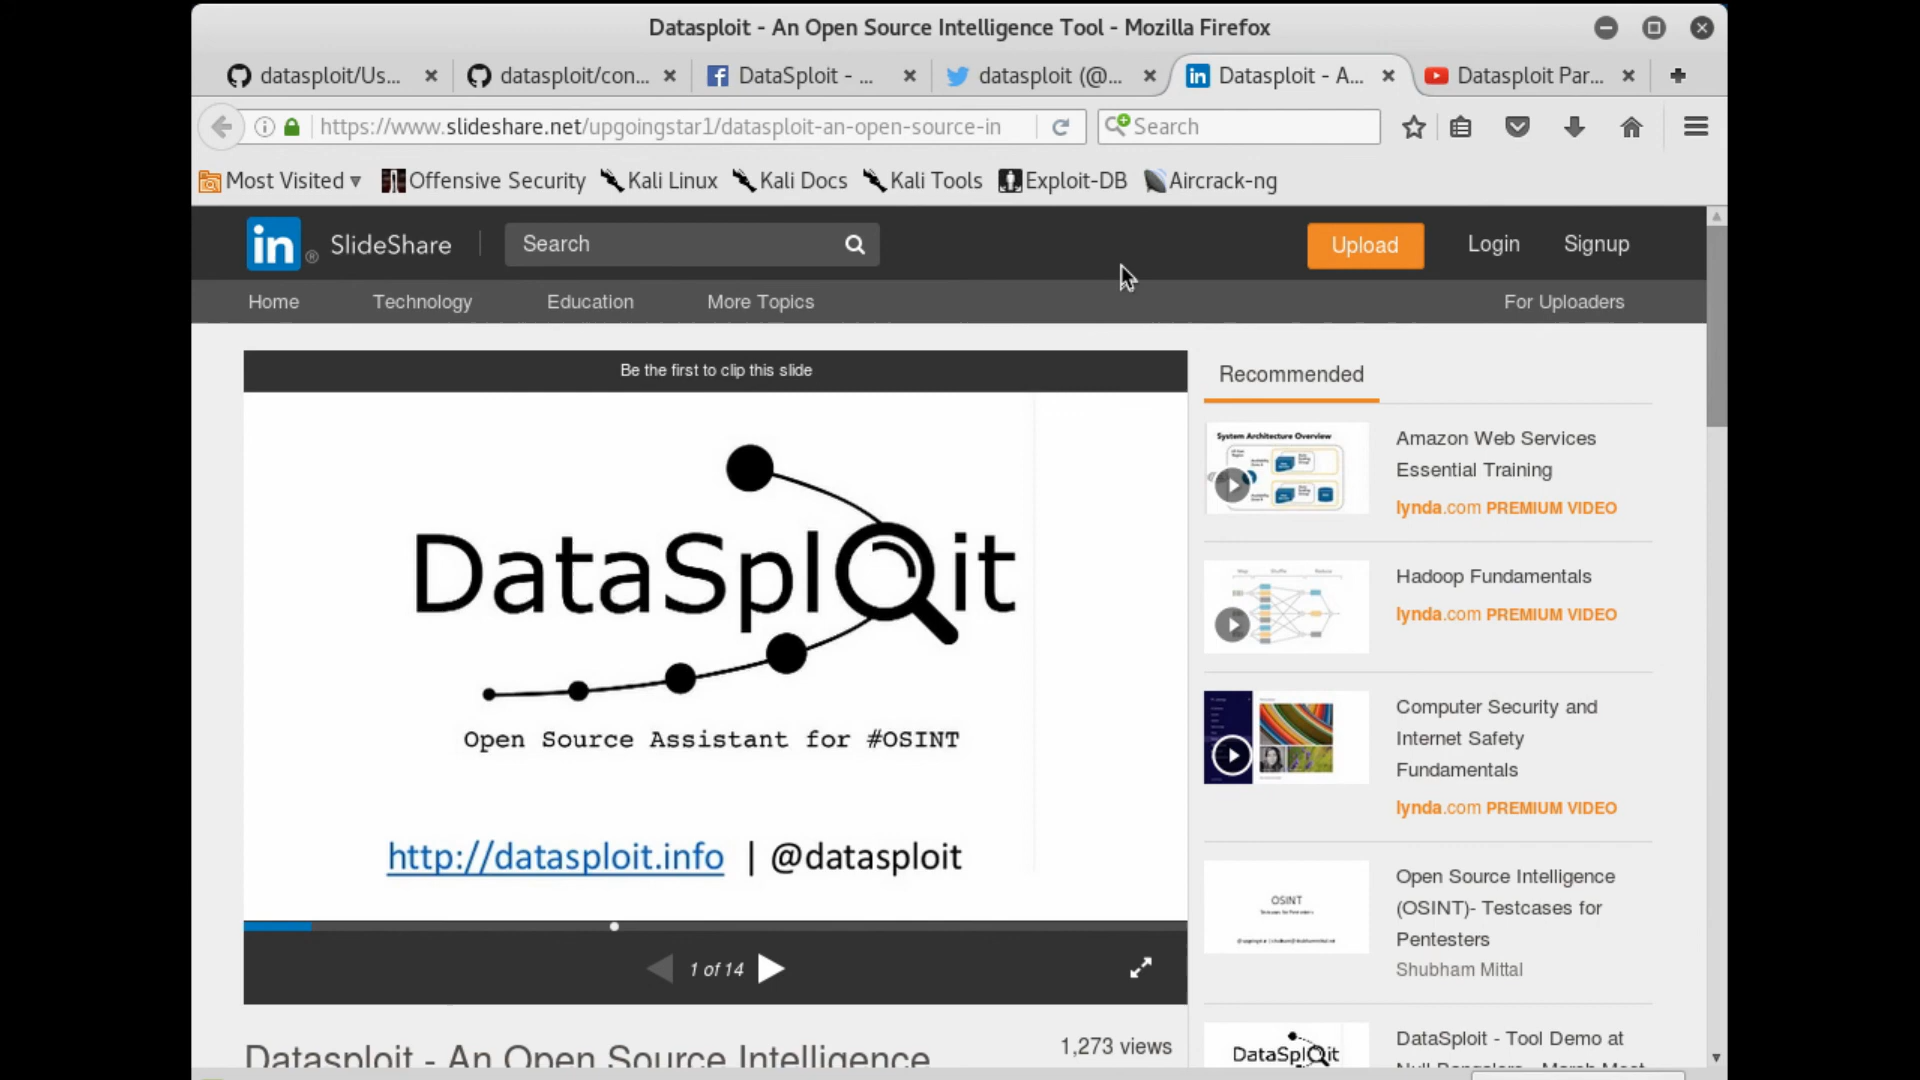 Datasploit - An Open Source Intelligence Tool - Mozilla Firefox
datasploit/Us... datasploit/con... DataSploit - ... datasploit (@... Datasploit - A... Datasploit Par...
https://www.slideshare.net/upgoingstar1/datasploit-an-open-source-in Search
Most Visited Offensive Security Kali Linux Kali Docs Kali Tools Exploit-DB Aircrack-ng
in ® SlideShare Search Upload Login Signup
Home Technology Education More Topics For Uploaders
Be the first to clip this slide
DataSploit
Open Source Assistant for #OSINT
http://datasploit.info | @datasploit
1 of 14
Datasploit - An Open Source Intelligence
1,273 views
Recommended
System Architecture Overview
Amazon Web Services
Essential Training
lynda.com PREMIUM VIDEO
Hadoop Fundamentals
lynda.com PREMIUM VIDEO
Computer Security and
Internet Safety
Fundamentals
lynda.com PREMIUM VIDEO
OSINT
Open Source Intelligence
(OSINT)- Testcases for
Pentesters
Shubham Mittal
DataSploit
DataSploit - Tool Demo at